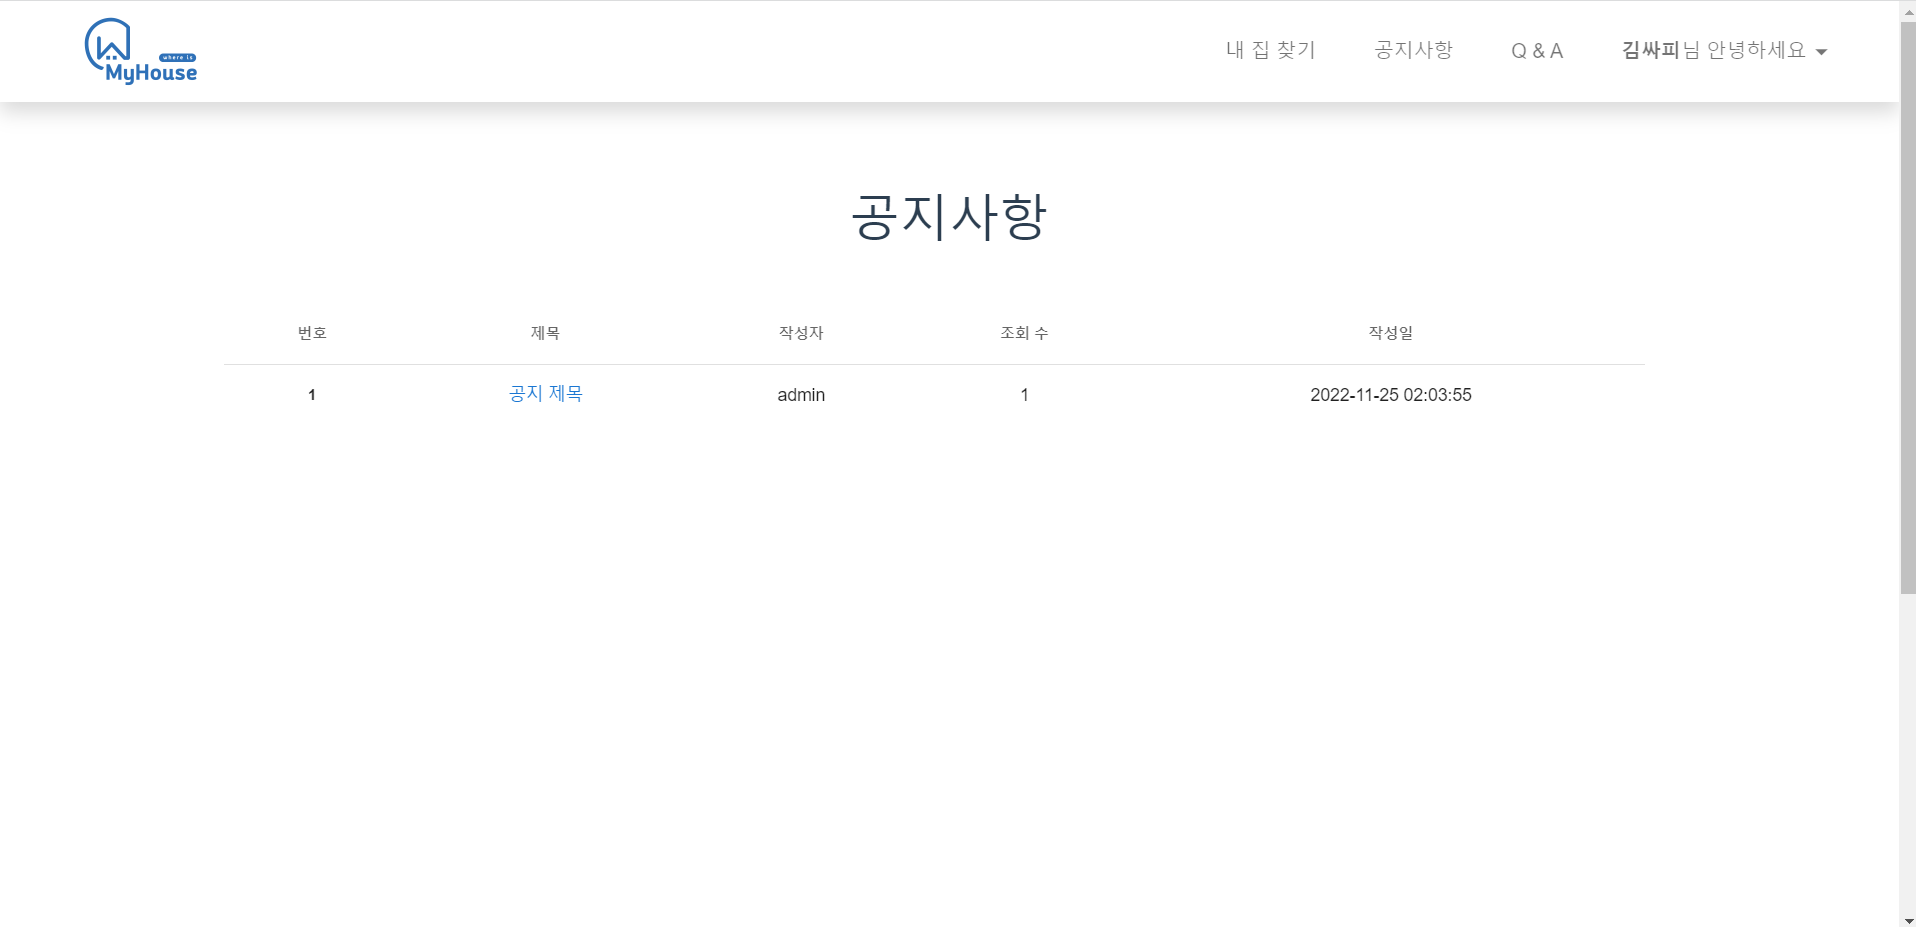 where is
MyHouse
내 집 찾기 공지사항 Q & A 김싸피님 안녕하세요
공지사항
번호 제목 작성자 조회 수 작성일
1 공지 제목 admin 1 2022-11-25 02:03:55